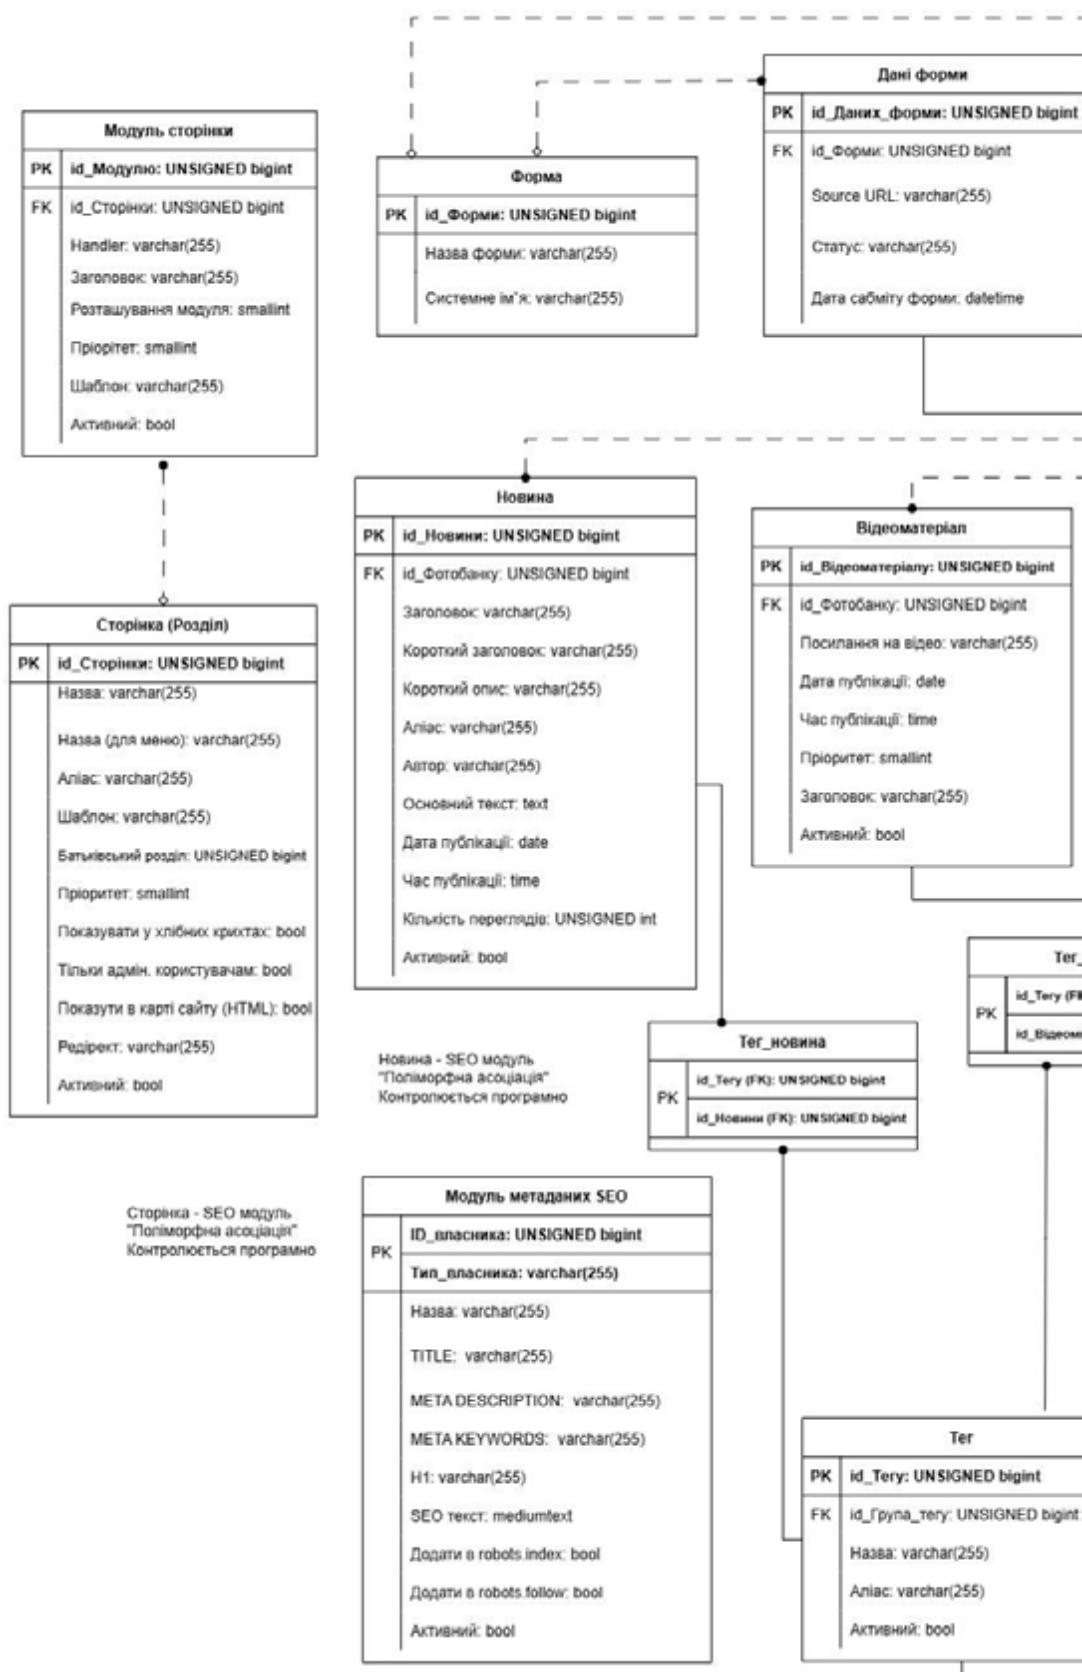 Дані форми
PK id_Даних_форми: UNSIGNED bigint
FK id_Форми: UNSIGNED bigint
Source URL: varchar(255)
Статус: varchar(255)
Дата сабміту форми: datetime
Модуль сторінки
PK id_Модулю: UNSIGNED bigint
FK id_Сторінки: UNSIGNED bigint
Handler: varchar(255)
Заголовок: varchar(255)
Розташування модуля: smallint
Пріорітет: smallint
Шаблон: varchar(255)
Активний: bool
Форма
PK id_Форми: UNSIGNED bigint
Назва форми: varchar(255)
Системне ім`я: varchar(255)
Новина
PK id_Новини: UNSIGNED bigint
FK id_Фотобанку: UNSIGNED bigint
Заголовок: varchar(255)
Короткий заголовок: varchar(255)
Короткий опис: varchar(255)
Аліас: varchar(255)
Автор: varchar(255)
Основний текст: text
Дата публікації: date
Час публікації: time
Кількість переглядів: UNSIGNED int
Активний: bool
Відеоматеріал
PK id_Відеоматеріалу: UNSIGNED bigint
FK id_Фотобанку: UNSIGNED bigint
Посилання на відео: varchar(255)
Дата публікації: date
Час публікації: time
Пріоритет: smallint
Заголовок: varchar(255)
Активний: bool
Сторінка (Розділ)
PK id_Сторінки: UNSIGNED bigint
Назва: varchar(255)
Назва (для меню): varchar(255)
Аліас: varchar(255)
Шаблон: varchar(255)
Батьківський розділ: UNSIGNED bigint
Пріоритет: smallint
Показувати у хлібних крихтах: bool
Тільки адмін. користувачам: bool
Показути в карті сайту (HTML): bool
Редірект: varchar(255)
Активний: bool
Тег_
PK
id_Тегу
Тег_новина
PK
id_Тегу (FK): UNSIGNED bigint
id_Новини (FK): UNSIGNED bigint
Новина - SEO модуль
"Поліморфна асоціація"
Контролюється програмно
Сторінка - SEO модуль
"Поліморфна асоціація"
Контролюється програмно
Модуль метаданих SEO
PK
ID_власника: UNSIGNED bigint
Тип_власника: varchar(255)
Назва: varchar(255)
TITLE: varchar(255)
META DESCRIPTION: varchar(255)
META KEYWORDS: varchar(255)
H1: varchar(255)
SEO текст: mediumtext
Додати в robots.index: bool
Додати в robots.follow: bool
Активний: bool
Тег
PK id_Тегу: UNSIGNED bigint
FK id_Група_тегу: UNSIGNED bigint
Назва: varchar(255)
Аліас: varchar(255)
Активний: bool